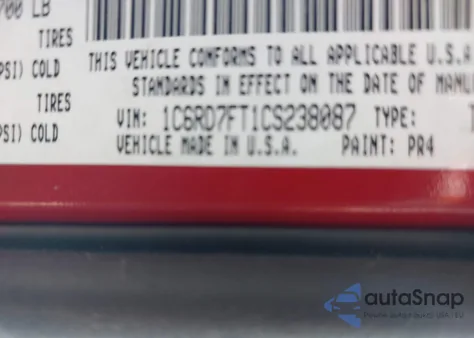 700 LB
TIRES
THIS VEHICLE CONFORMS TO ALL APPLICABLE U.S.A
PSI) COLD
STANDARDS IN EFFECT ON THE DATE OF MANU
TIRES
VIN: 1C6RD7FT1CS238087 TYPE:
PSI) COLD
VEHICLE MADE IN U.S.A. PAINT: PR4
autoSnap